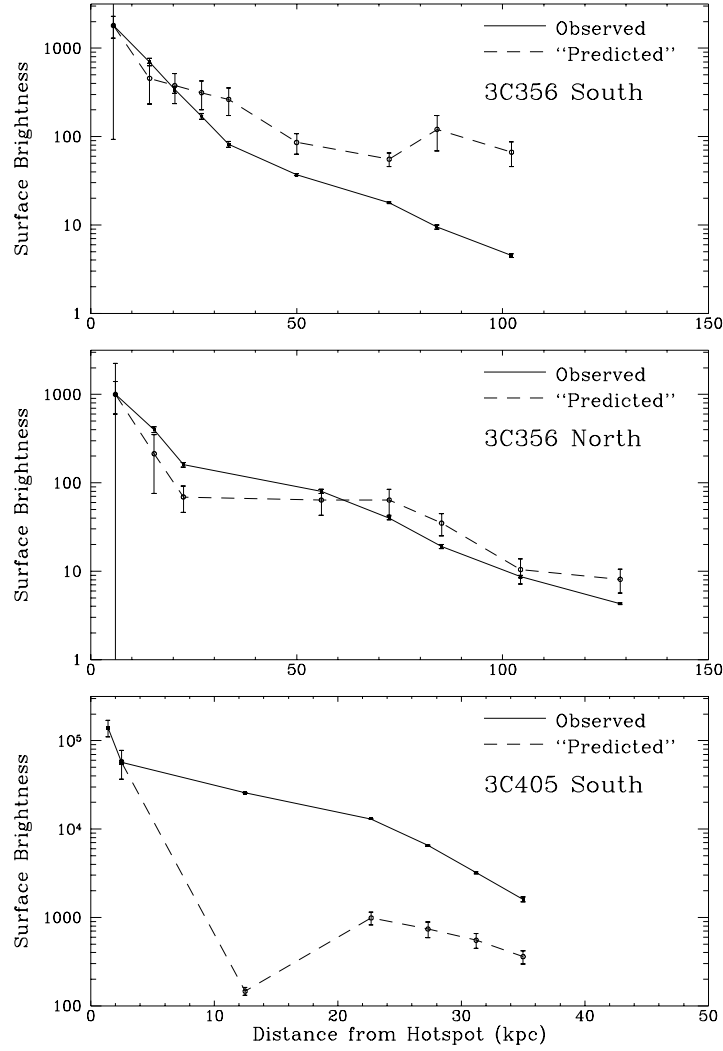 Observed
“Predicted”
3C356 South
Surface Brightness
1000
100
10
1
0 50 100 150
Observed
“Predicted”
3C356 North
Surface Brightness
1000
100
10
1
0 50 100 150
Observed
“Predicted”
3C405 South
Surface Brightness
10⁵
10⁴
1000
100
0 10 20 30 40 50
Distance from Hotspot (kpc)